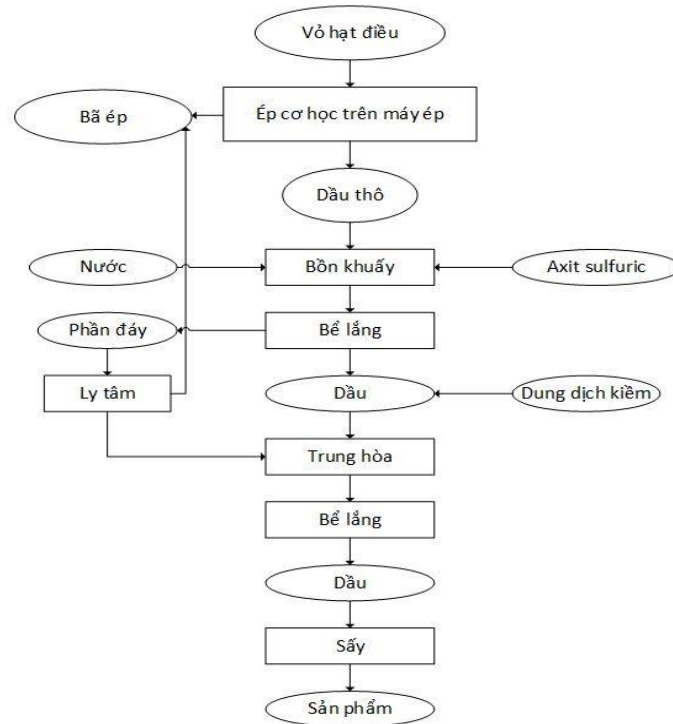 Vỏ hạt điều
Bã ép
Ép cơ học trên máy ép
Dầu thô
Nước
Bồn khuấy
Axit sulfuric
Phần đáy
Bể lắng
Ly tâm
Dầu
Dung dịch kiềm
Trung hòa
Bể lắng
Dầu
Sấy
Sản phẩm